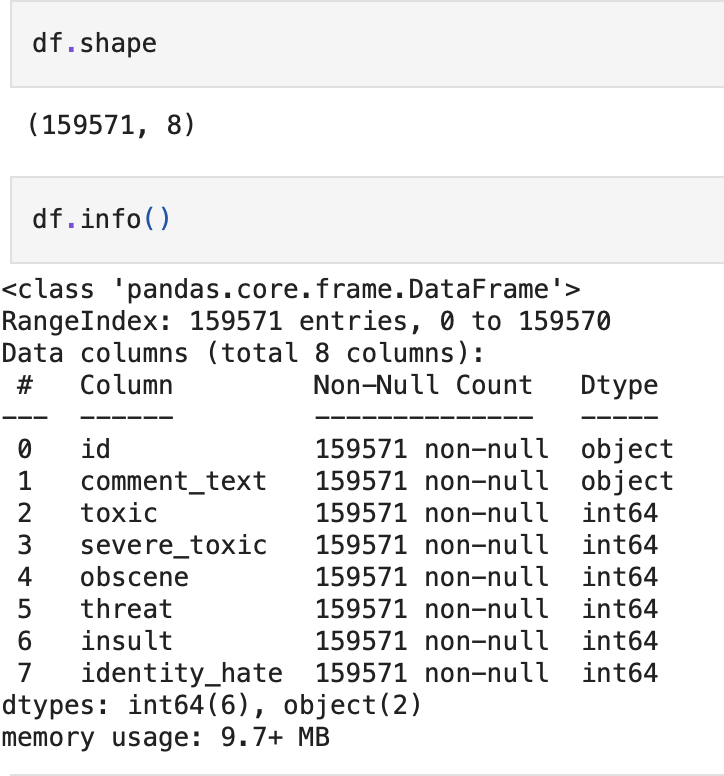 df.shape
(159571, 8)
df.info()
<class 'pandas.core.frame.DataFrame'>
RangeIndex: 159571 entries, 0 to 159570
Data columns (total 8 columns):
 #   Column         Non-Null Count   Dtype
---  ------         --------------   -----
 0   id             159571 non-null  object
 1   comment_text   159571 non-null  object
 2   toxic          159571 non-null  int64
 3   severe_toxic   159571 non-null  int64
 4   obscene        159571 non-null  int64
 5   threat         159571 non-null  int64
 6   insult         159571 non-null  int64
 7   identity_hate  159571 non-null  int64
dtypes: int64(6), object(2)
memory usage: 9.7+ MB